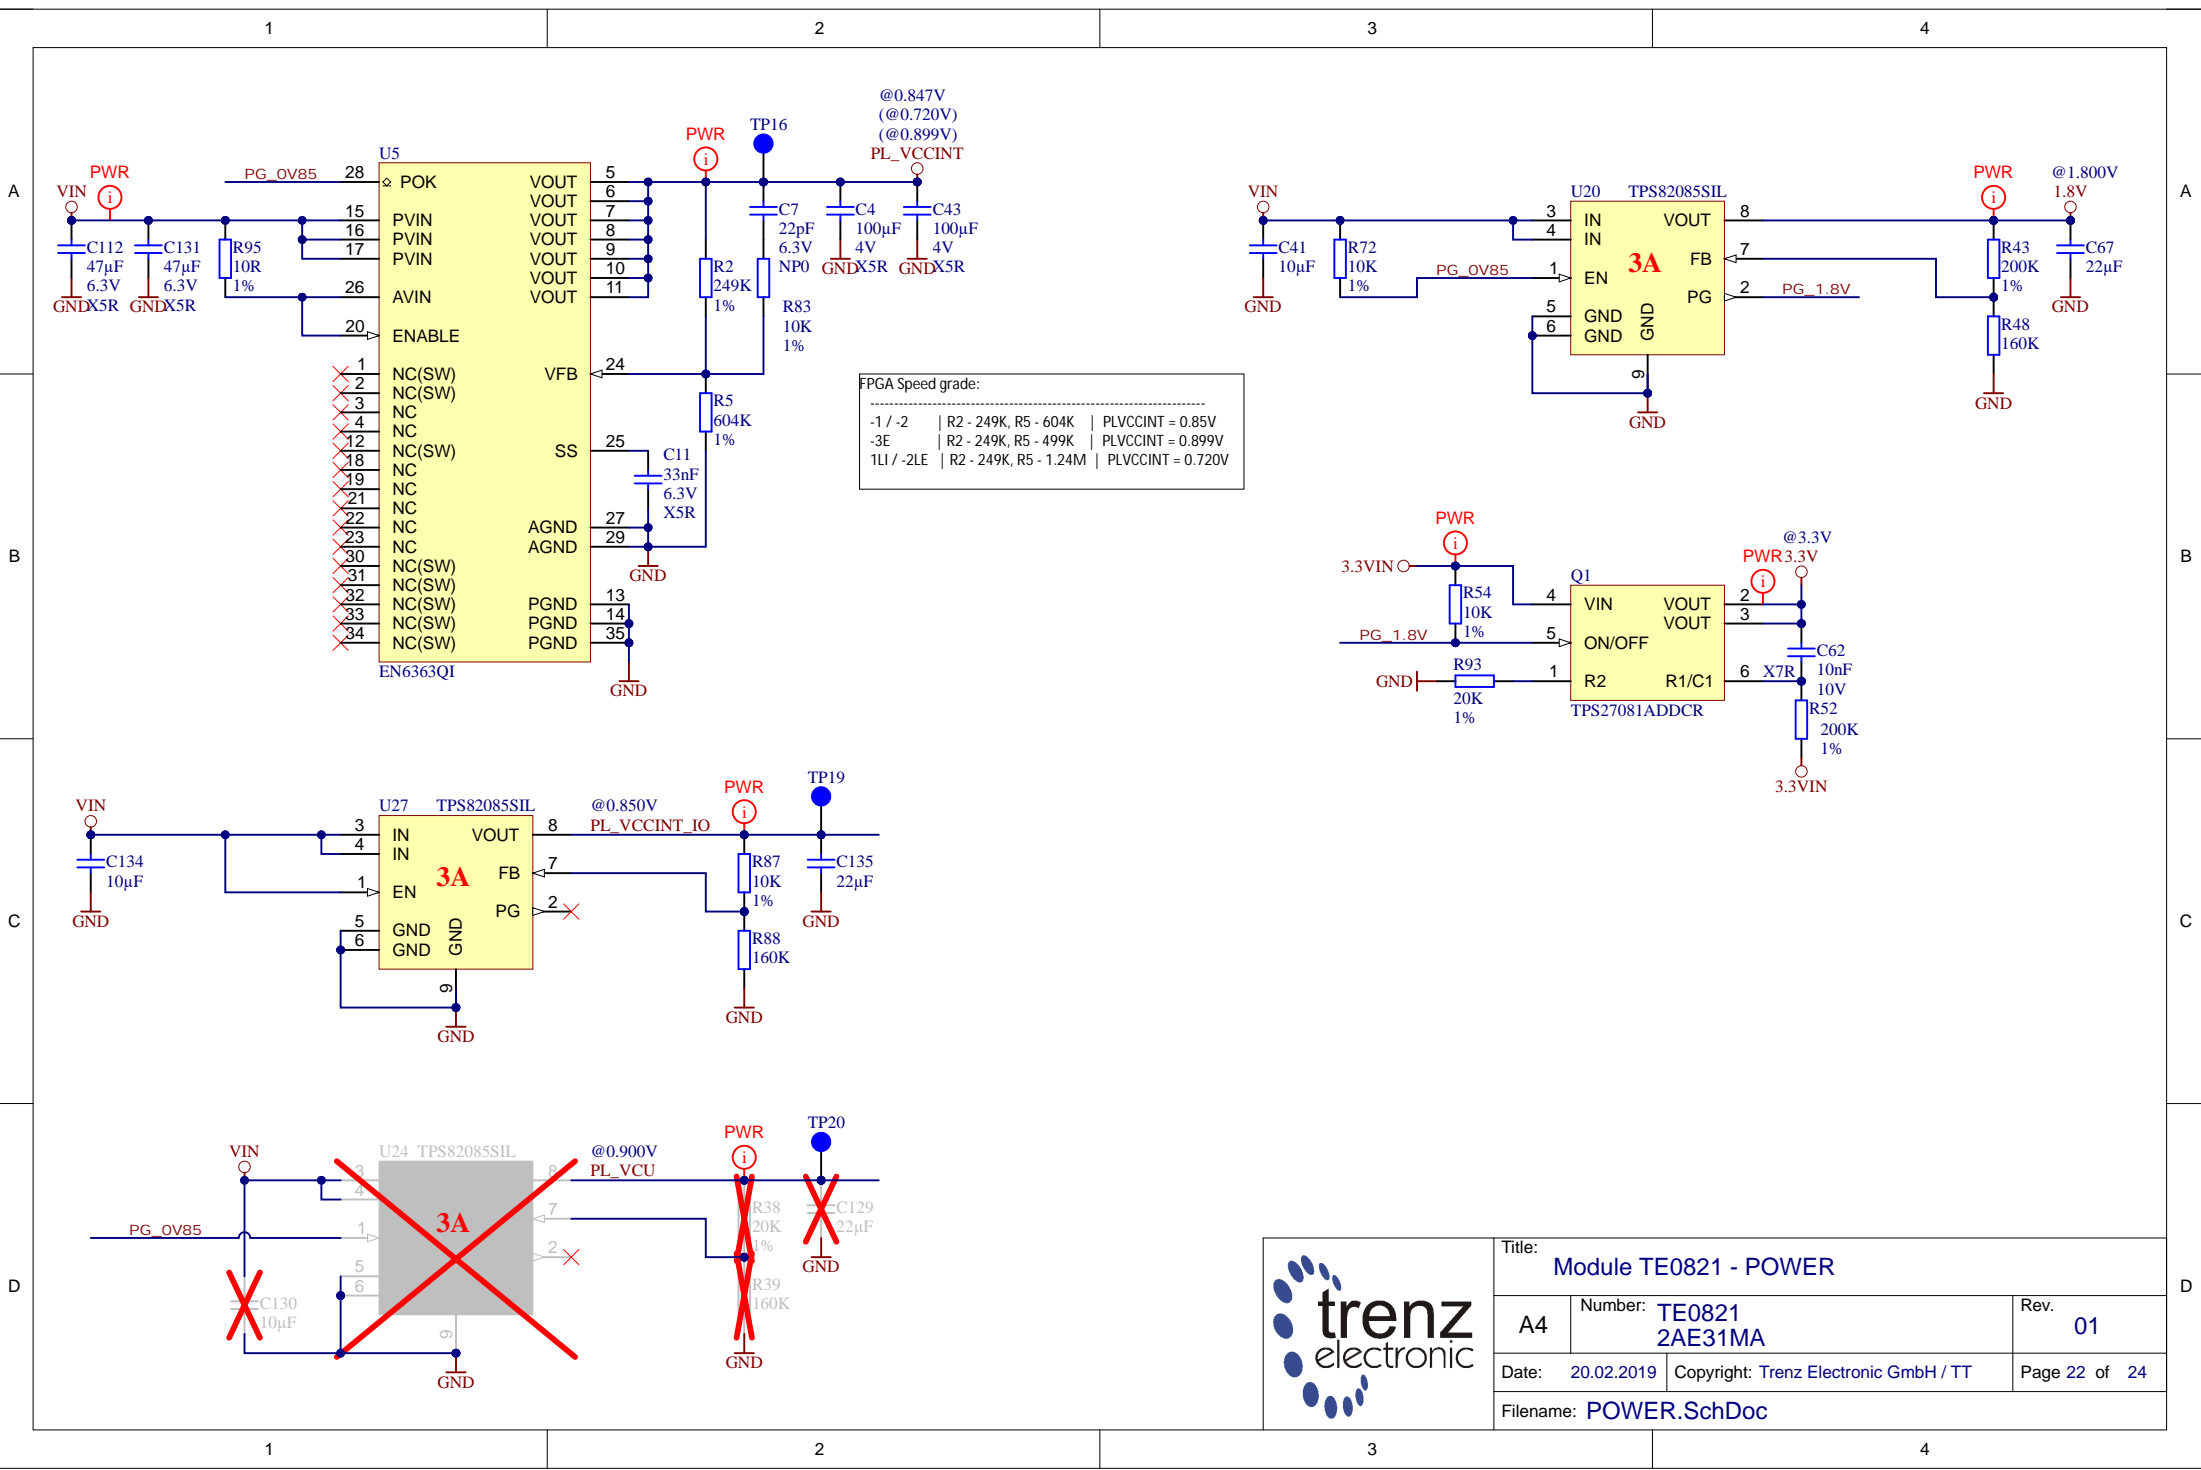 1
2
3
4
A
A
B
B
C
C
D
D
1
2
3
4
VIN
PWR
C112
47µF
6.3V
X5R
GND
C131
47µF
6.3V
X5R
GND
R95
10R
1%
PG_0V85
U5
28 POK
15 PVIN
16 PVIN
17 PVIN
26 AVIN
20 ENABLE
1 NC(SW)
2 NC(SW)
3 NC
4 NC
12 NC(SW)
18 NC
19 NC
21 NC
22 NC
23 NC
30 NC(SW)
31 NC(SW)
32 NC(SW)
33 NC(SW)
34 NC(SW)
VOUT 5
VOUT 6
VOUT 7
VOUT 8
VOUT 9
VOUT 10
VOUT 11
VFB 24
SS 25
AGND 27
AGND 29
PGND 13
PGND 14
PGND 35
EN6363QI
GND
GND
PWR
TP16
@0.847V
(@0.720V)
(@0.899V)
PL_VCCINT
C7
22pF
6.3V
NP0
C4
100µF
4V
X5R
GND
C43
100µF
4V
X5R
GND
R2
249K
1%
R83
10K
1%
R5
604K
1%
C11
33nF
6.3V
X5R
FPGA Speed grade:
----------------------------------------------------------------------
-1 / -2 | R2 - 249K, R5 - 604K | PLVCCINT = 0.85V
-3E | R2 - 249K, R5 - 499K | PLVCCINT = 0.899V
1LI / -2LE | R2 - 249K, R5 - 1.24M | PLVCCINT = 0.720V
VIN
C41
10µF
GND
R72
10K
1%
PG_0V85
U20 TPS82085SIL
3 IN
4 IN
1 EN
5 GND
6 GND
GND
9
3A
VOUT 8
FB 7
PG 2
PG_1.8V
GND
PWR
@1.800V
1.8V
R43
200K
1%
R48
160K
GND
C67
22µF
GND
PWR
3.3VIN
R54
10K
1%
PG_1.8V
GND
R93
20K
1%
Q1
4 VIN
5 ON/OFF
1 R2
VOUT 2
VOUT 3
R1/C1 6
TPS27081ADDCR
@3.3V
PWR
3.3V
C62
10nF
10V
X7R
R52
200K
1%
3.3VIN
VIN
C134
10µF
GND
U27 TPS82085SIL
3 IN
4 IN
1 EN
5 GND
6 GND
GND
9
3A
VOUT 8
FB 7
PG 2
GND
@0.850V
PL_VCCINT_IO
PWR
TP19
R87
10K
1%
R88
160K
GND
C135
22µF
GND
VIN
PG_0V85
C130
10µF
U24 TPS82085SIL
3
4
1
5
6
9
3A
8
7
2
GND
@0.900V
PL_VCU
PWR
TP20
R38
20K
1%
R39
160K
GND
C129
22µF
GND
trenz
electronic
Title:
Module TE0821 - POWER
A4
Number: TE0821
2AE31MA
Rev.
01
Date: 20.02.2019
Copyright: Trenz Electronic GmbH / TT
Page 22 of 24
Filename: POWER.SchDoc